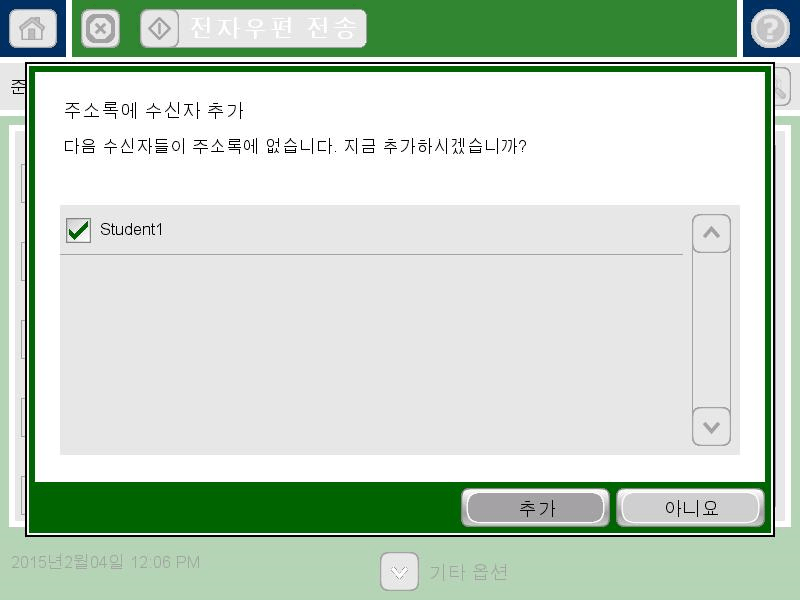 전자우편 전송
준
주소록에 수신자 추가
다음 수신자들이 주소록에 없습니다. 지금 추가하시겠습니까?
Student1
추가
아니요
2015년2월04일 12:06 PM
기타 옵션